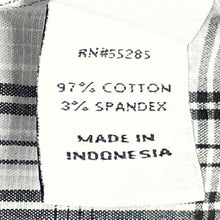 RN#55285
97% COTTON
3% SPANDEX
MADE IN
INDONESIA